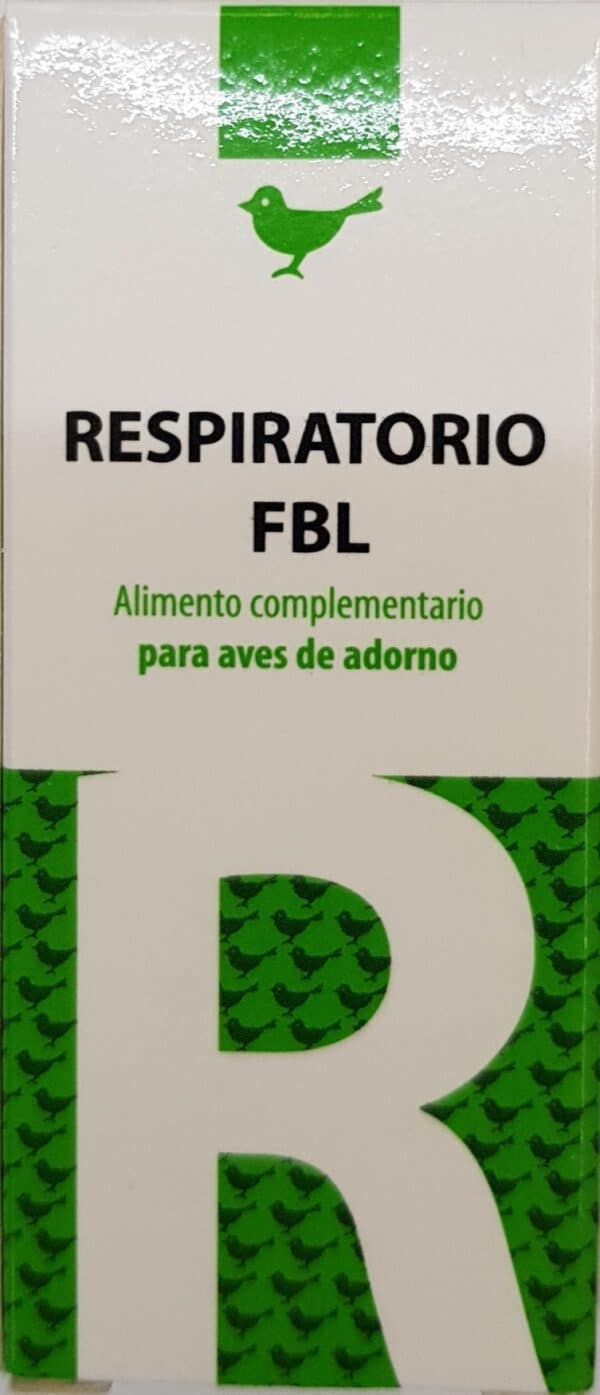 RESPIRATORIO
FBL
Alimento complementario
para aves de adorno
R